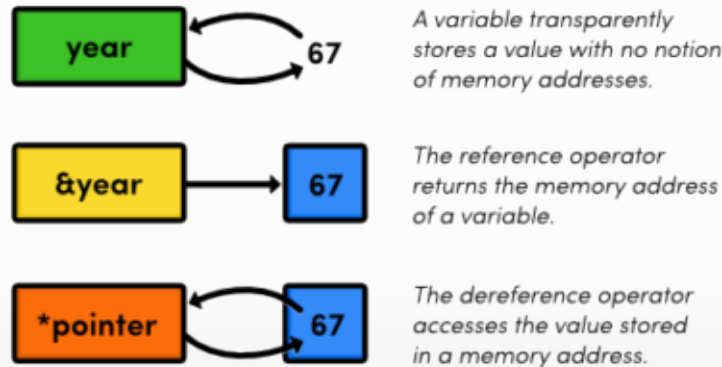 year
67
A variable transparently
stores a value with no notion
of memory addresses.
&year
67
The reference operator
returns the memory address
of a variable.
*pointer
67
The dereference operator
accesses the value stored
in a memory address.